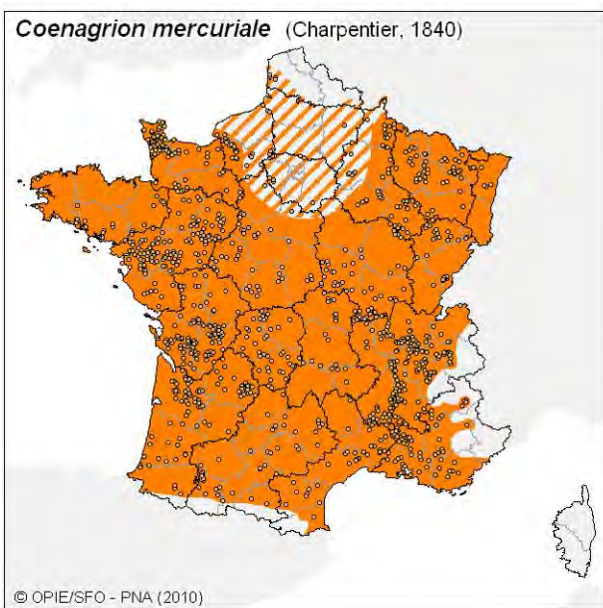 Coenagrion mercuriale (Charpentier, 1840)
© OPIE/SFO - PNA (2010)